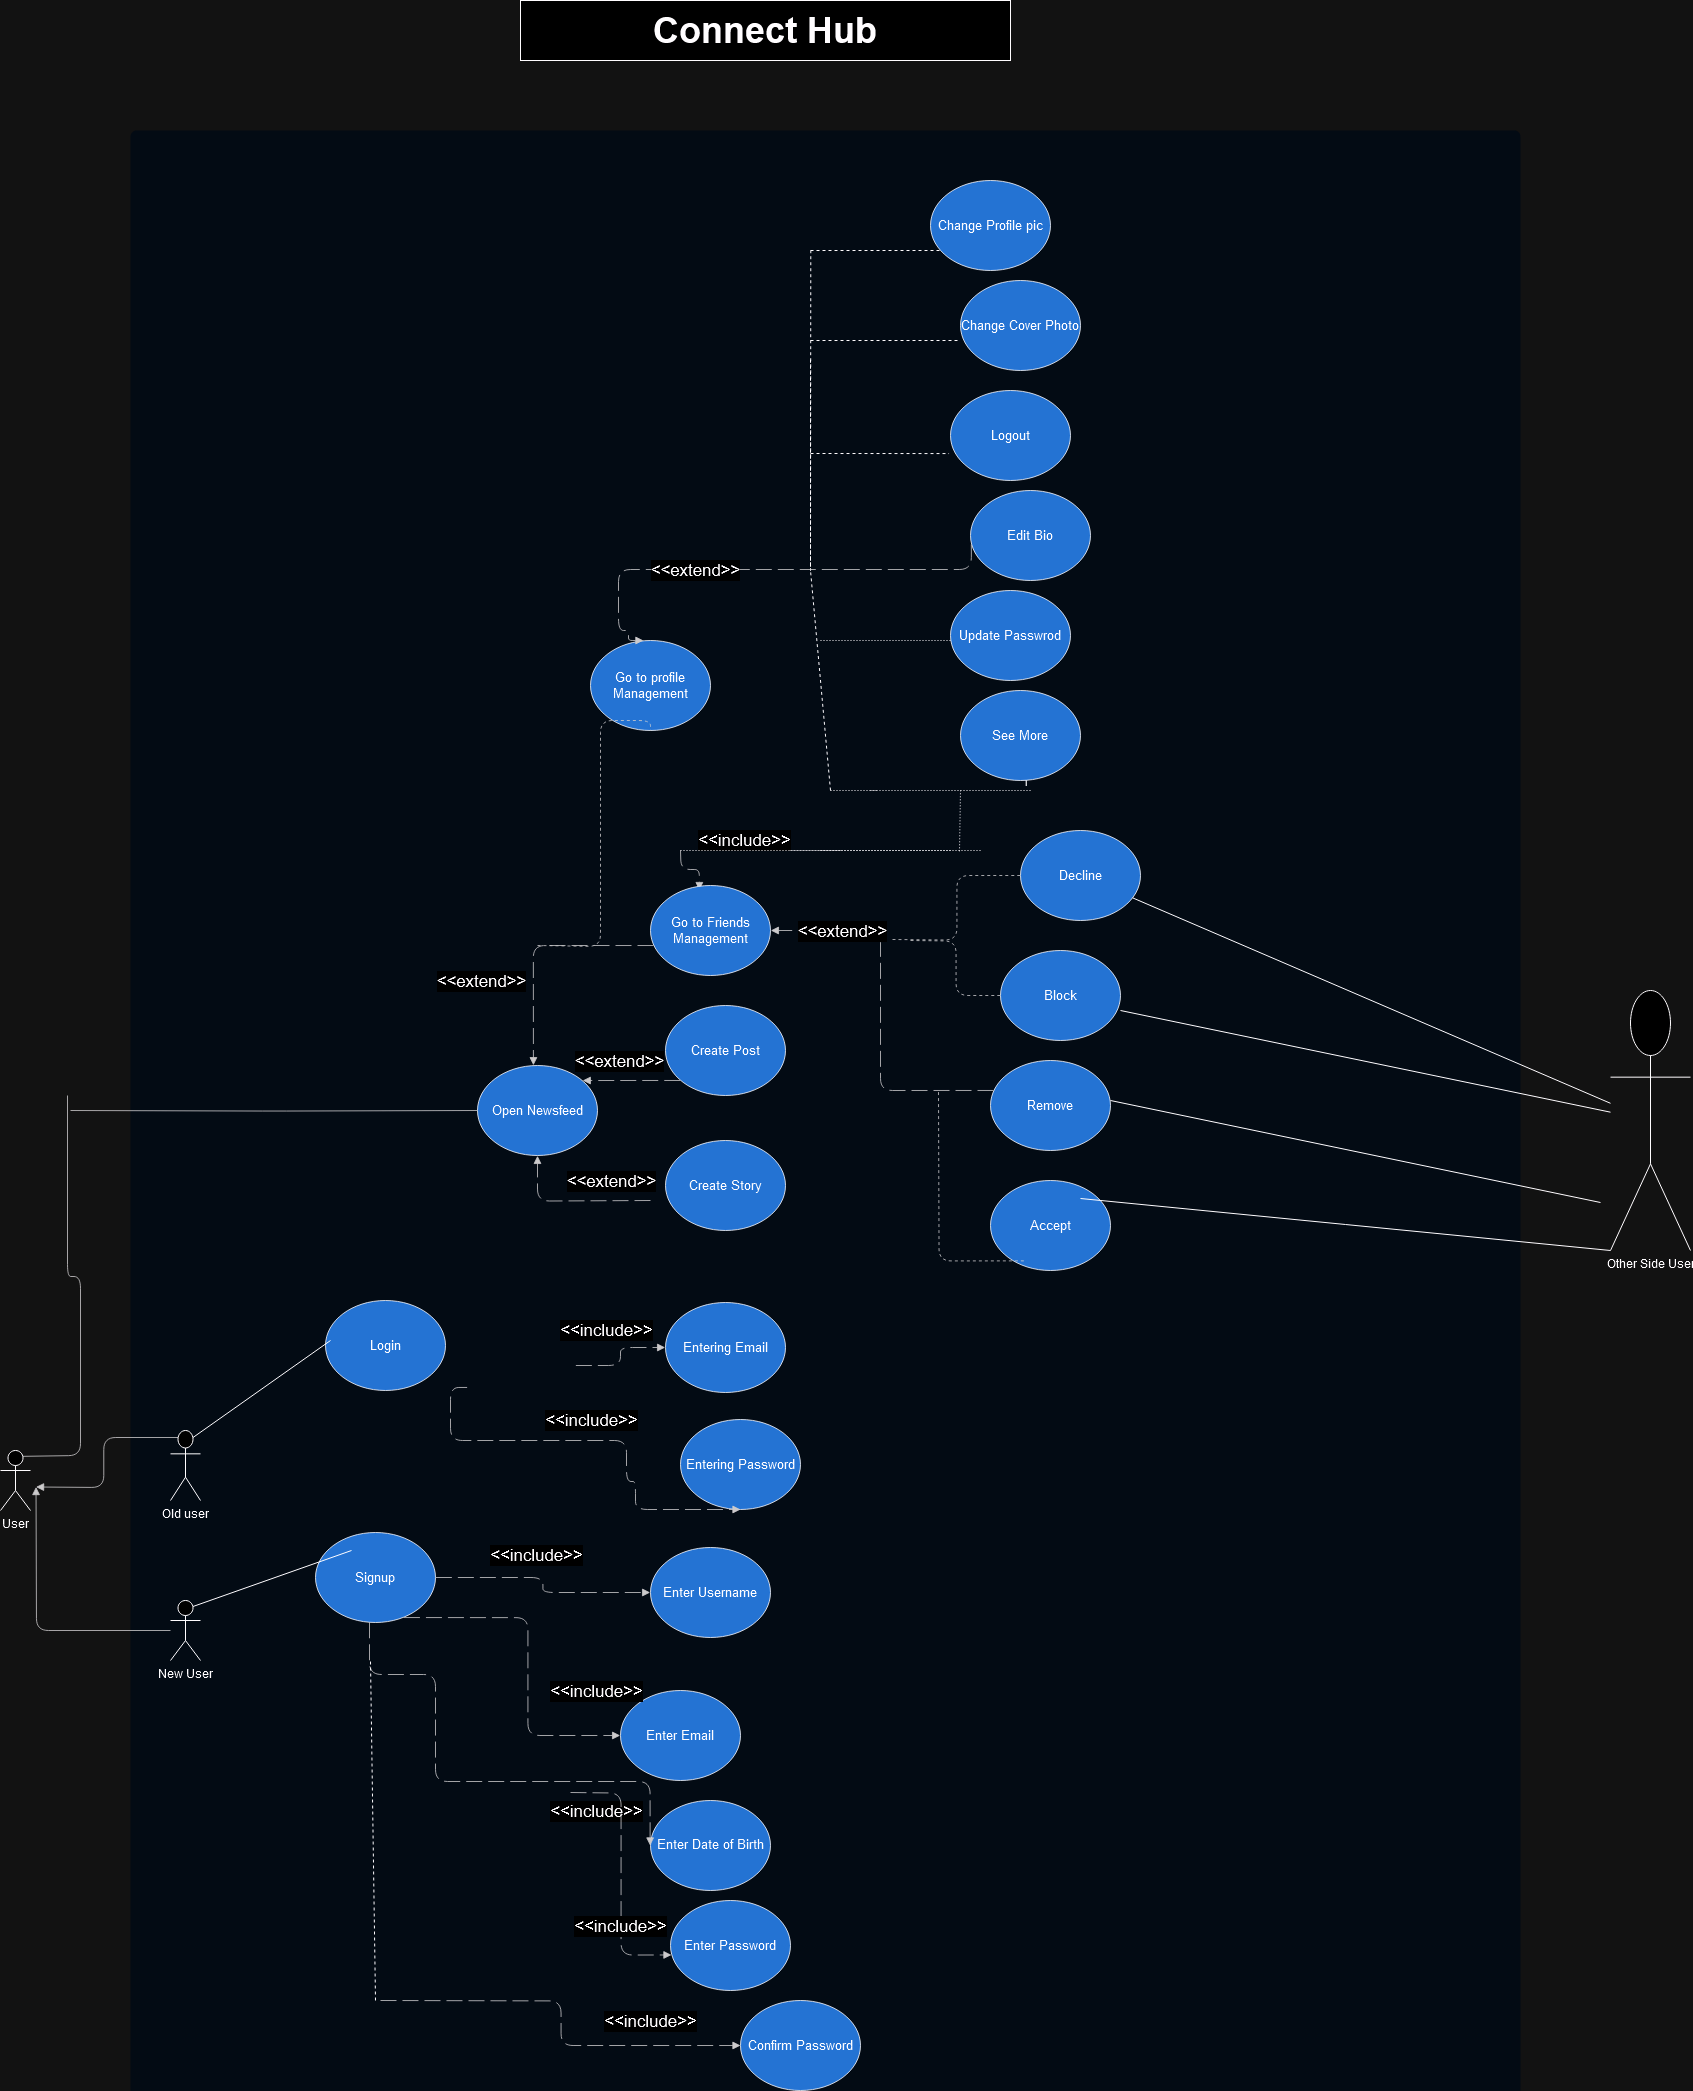 Connect Hub
Change Profile pic
Change Cover Photo
Logout
Edit Bio
<<extend>>
Update Passwrod
Go to profile
Management
See More
<<include>>
Decline
Go to Friends
Management
<<extend>>
<<extend>>
Block
Create Post
<<extend>>
Open Newsfeed
Remove
<<extend>>
Create Story
Accept
Other Side User
Login
<<include>>
Entering Email
<<include>>
Entering Password
Old user
User
<<include>>
Signup
Enter Username
New User
<<include>>
Enter Email
<<include>>
Enter Date of Birth
<<include>>
Enter Password
<<include>>
Confirm Password